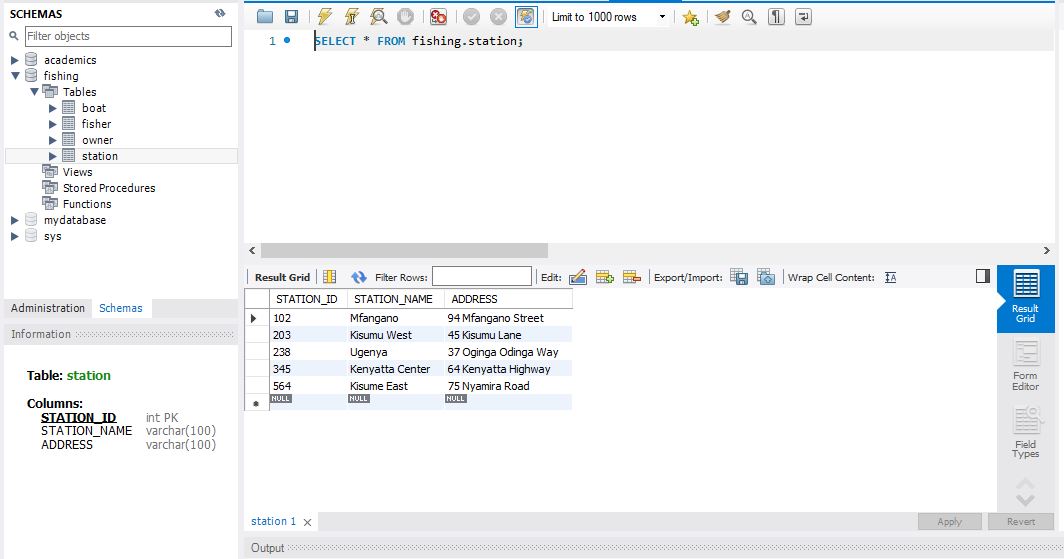 SCHEMAS
Filter objects
academics
fishing
Tables
boat
fisher
owner
station
Views
Stored Procedures
Functions
mydatabase
sys
Administration Schemas
Information
Table: station
Columns:
STATION_ID int PK
STATION_NAME varchar(100)
ADDRESS varchar(100)
Limit to 1000 rows
1 SELECT * FROM fishing.station;
Result Grid Filter Rows: Edit: Export/Import: Wrap Cell Content: IA
STATION_ID STATION_NAME ADDRESS
102 Mfangano 94 Mfangano Street
203 Kisumu West 45 Kisumu Lane
238 Ugenya 37 Oginga Odinga Way
345 Kenyatta Center 64 Kenyatta Highway
564 Kisume East 75 Nyamira Road
NULL NULL NULL
Result
Grid
Form
Editor
Field
Types
station 1
Apply Revert
Output